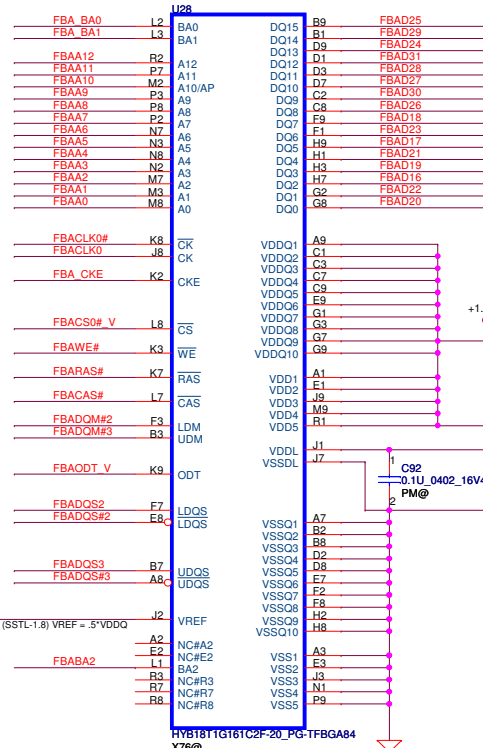 U28
FBA_BA0 L2 BA0 DQ15 B9 FBAD25
FBA_BA1 L3 BA1 DQ14 B1 FBAD29
DQ13 D9 FBAD24
FBAA12 R2 A12 DQ12 D1 FBAD31
FBAA11 P7 A11 DQ11 D3 FBAD28
FBAA10 M2 A10/AP DQ10 D7 FBAD27
FBAA9 P3 A9 DQ9 C2 FBAD30
FBAA8 P8 A8 DQ8 C8 FBAD26
FBAA7 P2 A7 DQ7 F9 FBAD18
FBAA6 N7 A6 DQ6 F1 FBAD23
FBAA5 N3 A5 DQ5 H9 FBAD17
FBAA4 N8 A4 DQ4 H1 FBAD21
FBAA3 N2 A3 DQ3 H3 FBAD19
FBAA2 M7 A2 DQ2 H7 FBAD16
FBAA1 M3 A1 DQ1 G2 FBAD22
FBAA0 M8 A0 DQ0 G8 FBAD20
FBACLK0# K8 CK VDDQ1 A9
FBACLK0 J8 CK VDDQ2 C1
VDDQ3 C3
FBA_CKE K2 CKE VDDQ4 C7
VDDQ5 C9
VDDQ6 E9
VDDQ7 G1
+1.
FBACS0#_V L8 CS VDDQ8 G3
VDDQ9 G7
FBAWE# K3 WE VDDQ10 G9
FBARAS# K7 RAS VDD1 A1
VDD2 E1
FBACAS# L7 CAS VDD3 J9
VDD4 M9
FBADQM#2 F3 LDM VDD5 R1
FBADQM#3 B3 UDM
VDDL J1
VSSDL J7
FBAODT_V K9 ODT
1
C92
0.1U_0402_16V4
PM@
2
FBADQS2 F7 LDQS VSSQ1 A7
FBADQS#2 E8 LDQS VSSQ2 B2
VSSQ3 B8
VSSQ4 D2
FBADQS3 B7 UDQS VSSQ5 D8
FBADQS#3 A8 UDQS VSSQ6 E7
VSSQ7 F2
VSSQ8 F8
J2 VREF VSSQ9 H2
(SSTL-1.8) VREF = .5*VDDQ VSSQ10 H8
A2 NC#A2
E2 NC#E2 VSS1 A3
FBABA2 L1 BA2 VSS2 E3
R3 NC#R3 VSS3 J3
R7 NC#R7 VSS4 N1
R8 NC#R8 VSS5 P9
HYB18T1G161C2F-20_PG-TFBGA84
X76@